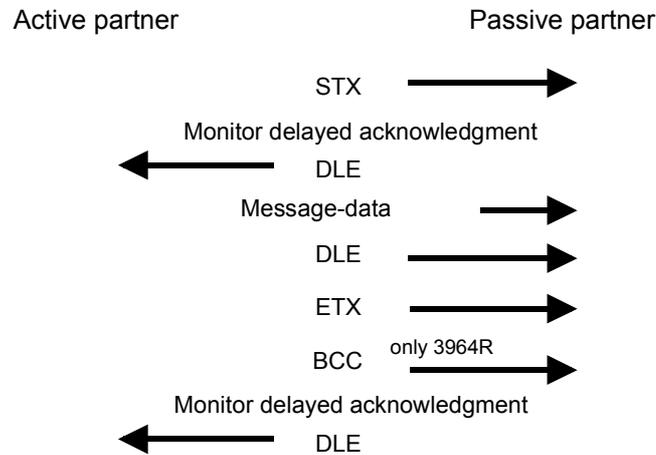 Active partner Passive partner
STX
Monitor delayed acknowledgment
DLE
Message-data
DLE
ETX
BCC only 3964R
Monitor delayed acknowledgment
DLE